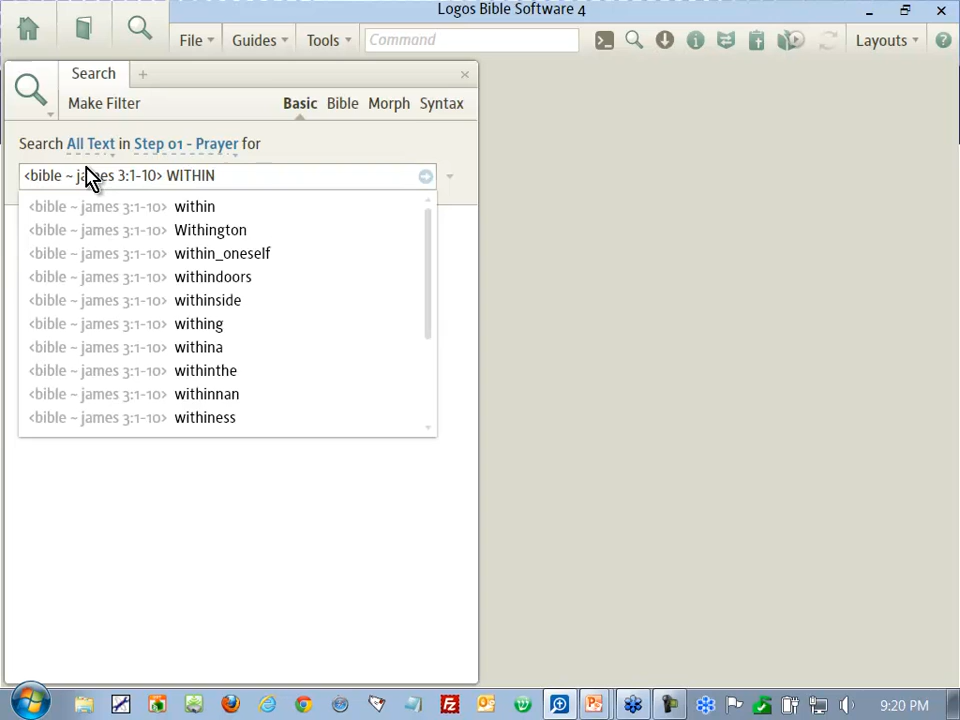 Logos Bible Software 4
File Guides Tools Command Layouts ?
Search +
Make Filter Basic Bible Morph Syntax
Search All Text in Step 01 - Prayer for
<bible ~ james 3:1-10> WITHIN
<bible ~ james 3:1-10> within
<bible ~ james 3:1-10> Withington
<bible ~ james 3:1-10> within_oneself
<bible ~ james 3:1-10> withindoors
<bible ~ james 3:1-10> withinside
<bible ~ james 3:1-10> withing
<bible ~ james 3:1-10> withina
<bible ~ james 3:1-10> withinthe
<bible ~ james 3:1-10> withinnan
<bible ~ james 3:1-10> withiness
9:20 PM